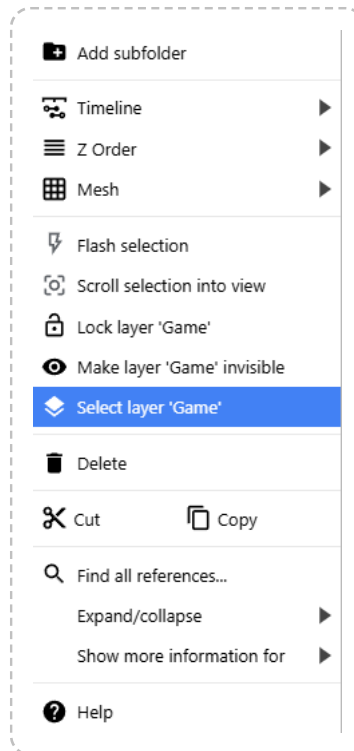 Add subfolder
Timeline
Z Order
Mesh
Flash selection
Scroll selection into view
Lock layer 'Game'
Make layer 'Game' invisible
Select layer 'Game'
Delete
Cut Copy
Find all references...
Expand/collapse
Show more information for
Help